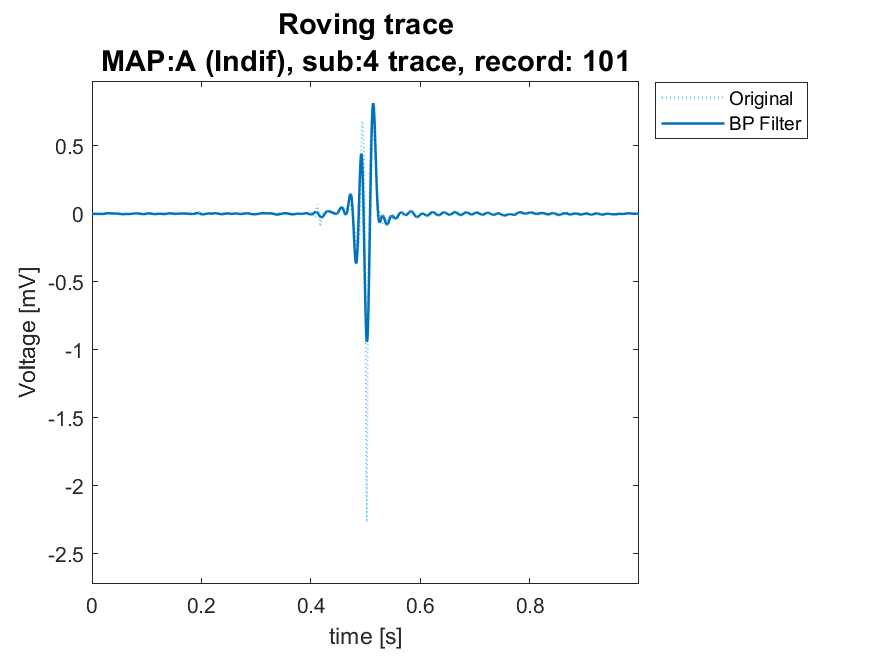 Roving trace
MAP:A (Indif), sub:4 trace, record: 101
Original
BP Filter
0.5
0
-0.5
-1
-1.5
-2
-2.5
Voltage [mV]
0
0.2
0.4
0.6
0.8
time [s]